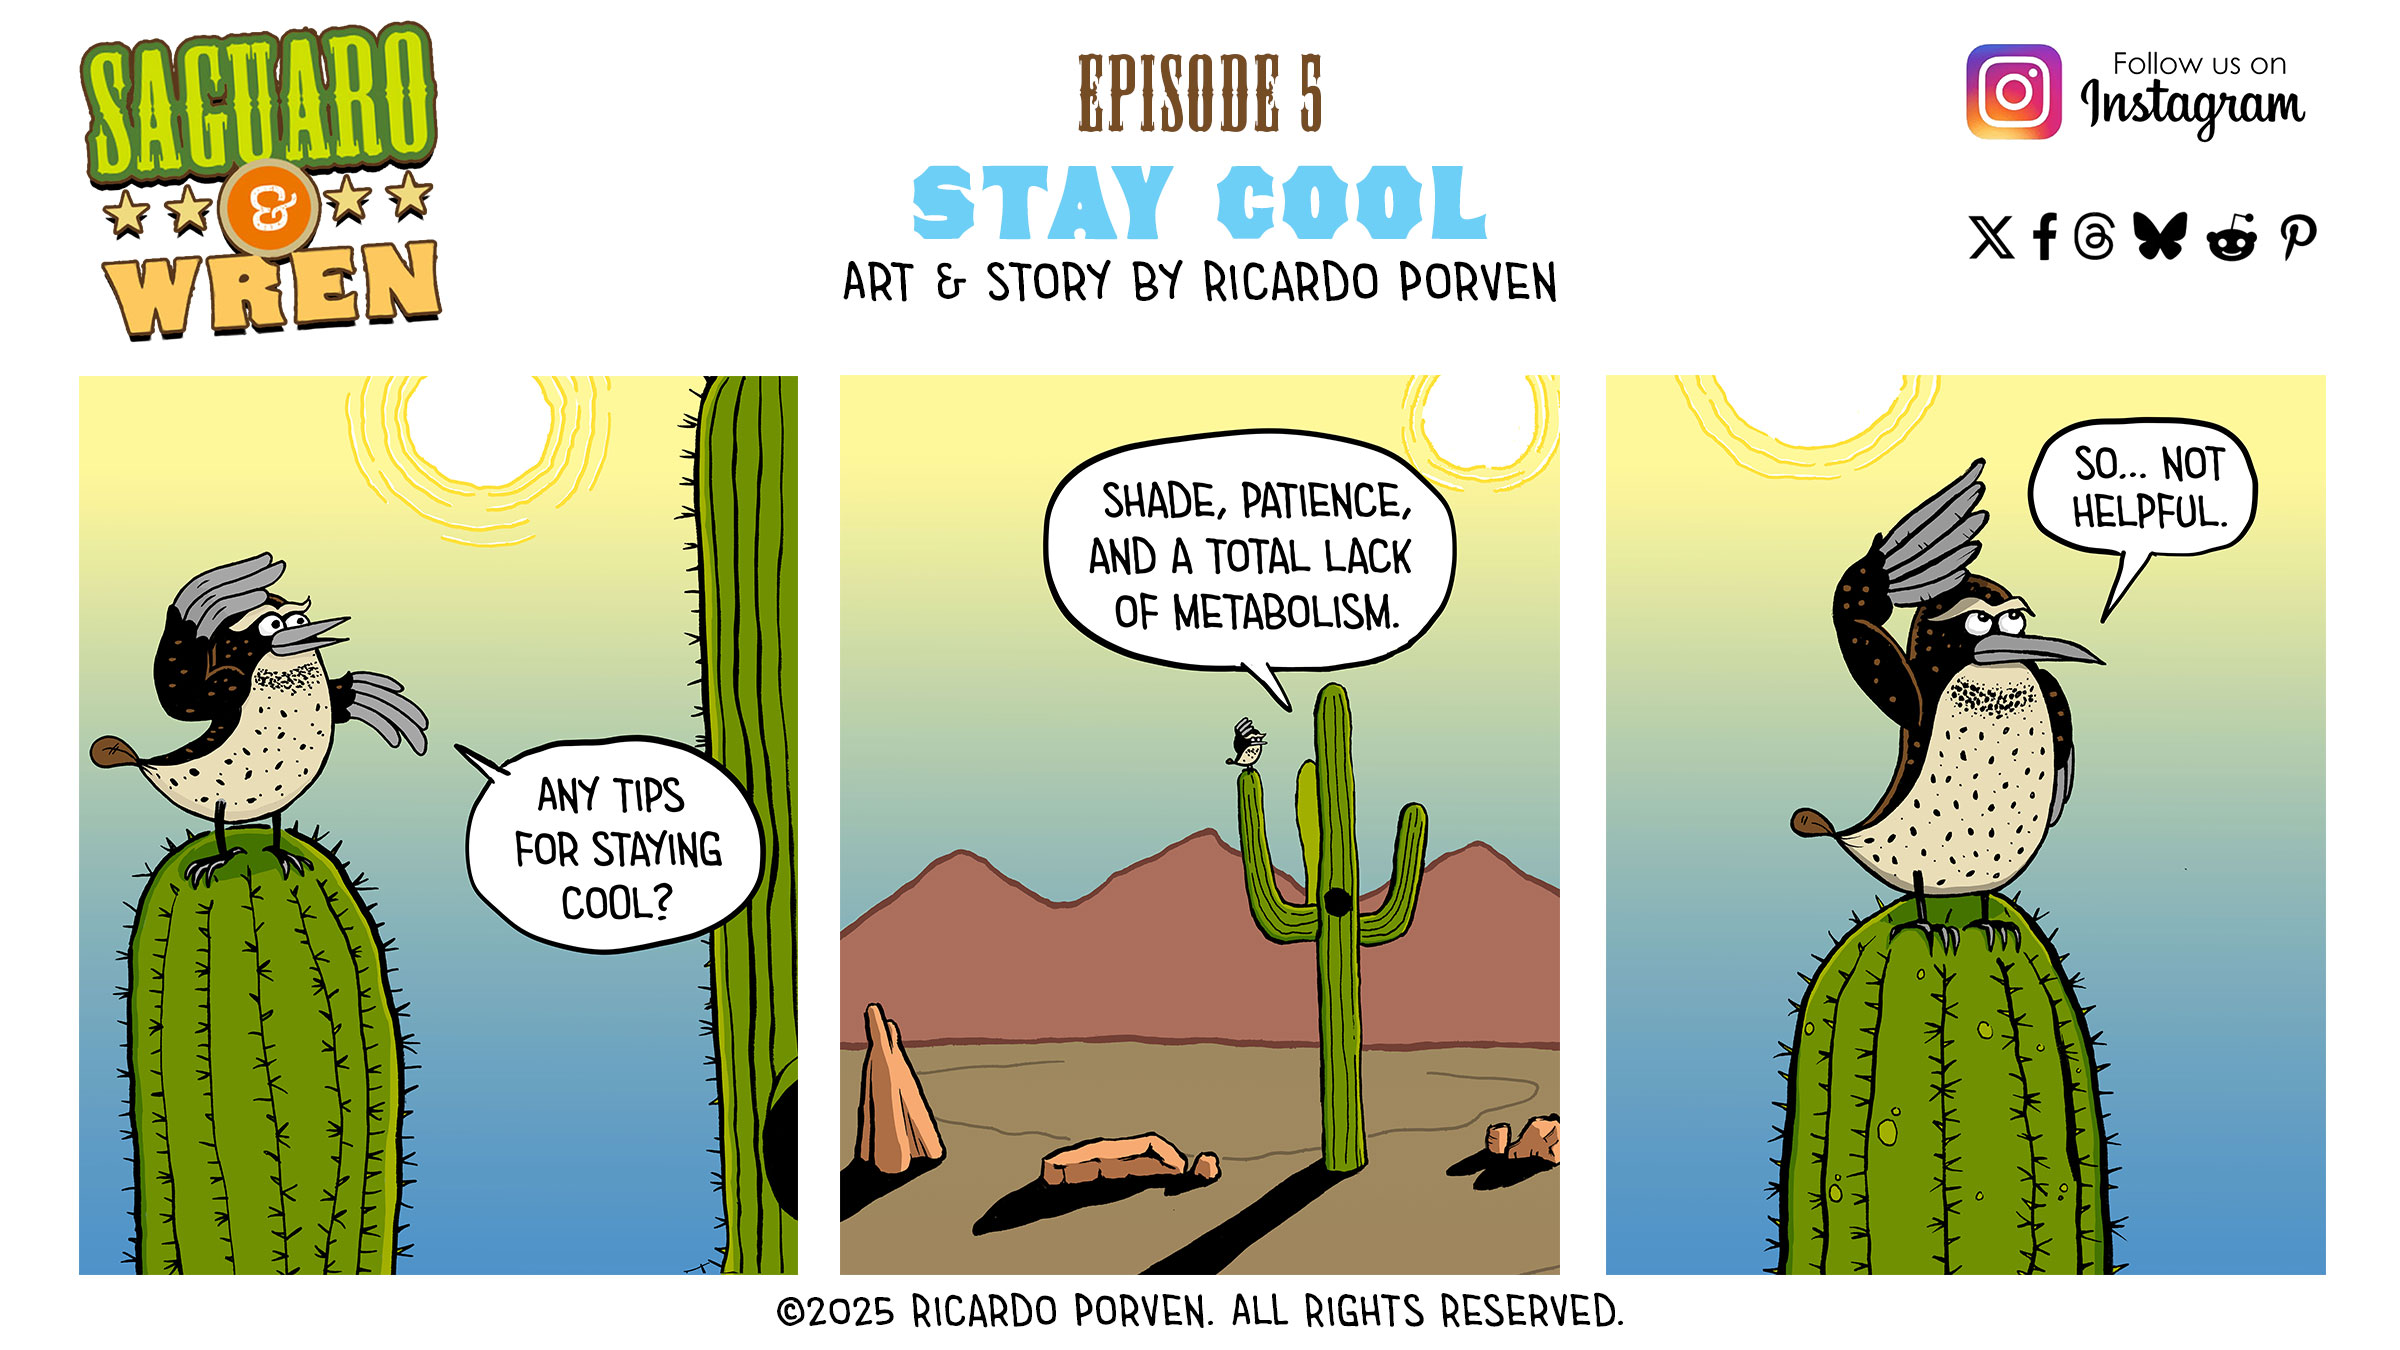 SAGUARO
&
WREN
EPISODE 5
STAY COOL
ART & STORY BY RICARDO PORVEN
Follow us on
Instagram
ANY TIPS
FOR STAYING
COOL?
SHADE, PATIENCE,
AND A TOTAL LACK
OF METABOLISM.
SO... NOT
HELPFUL.
©2025 RICARDO PORVEN. ALL RIGHTS RESERVED.